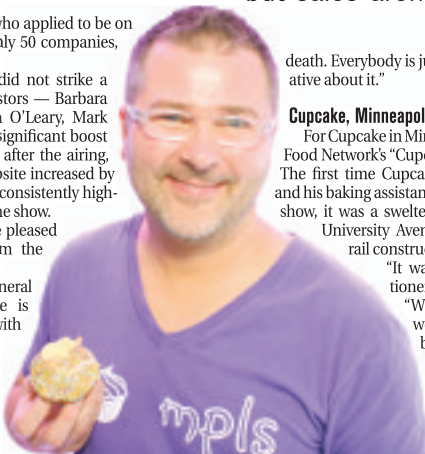 who applied to be on
nly 50 companies,
did not strike a
stors — Barbara
n O'Leary, Mark
significant boost
after the airing,
bsite increased by
consistently high-
he show.
e pleased
m the
neral
e is
with
death. Everybody is ju
ative about it."
Cupcake, Minneapol
For Cupcake in Min
Food Network's "Cupc
The first time Cupca
and his baking assistan
show, it was a swelte
University Aven
rail construc
"It wa
tione
"W
w
b
mpls